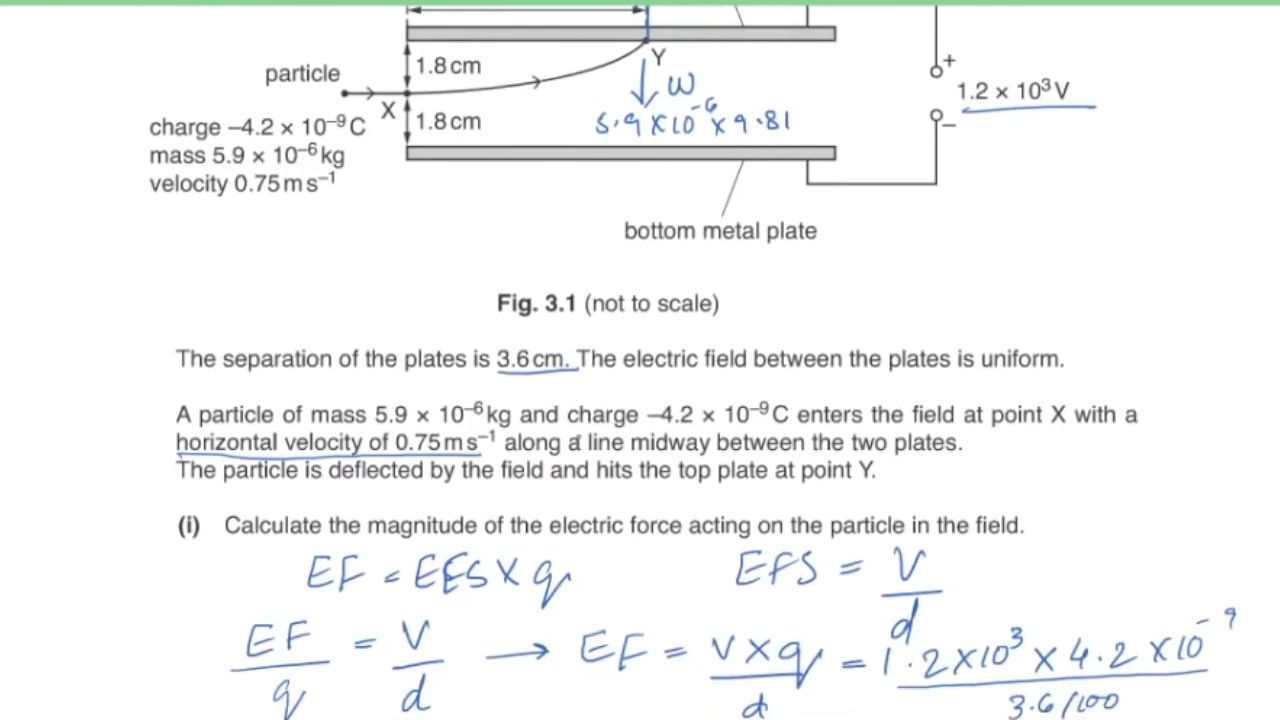 1.8 cm
Y
particle
+
↓ W
1.2 × 10³ V
X
1.8 cm
5.9 × 10⁻⁶ × 9.81
–
charge –4.2 × 10⁻⁹ C
mass 5.9 × 10⁻⁶ kg
velocity 0.75 m s⁻¹
bottom metal plate
Fig. 3.1 (not to scale)
The separation of the plates is 3.6 cm. The electric field between the plates is uniform.
A particle of mass 5.9 × 10⁻⁶ kg and charge –4.2 × 10⁻⁹ C enters the field at point X with a
horizontal velocity of 0.75 m s⁻¹ along a line midway between the two plates.
The particle is deflected by the field and hits the top plate at point Y.
(i) Calculate the magnitude of the electric force acting on the particle in the field.
EF = EFS × q EFS = V/d
EF/q = V/d → EF = V × q/d = 1.2 × 10³ × 4.2 × 10⁻⁹/3.6/100